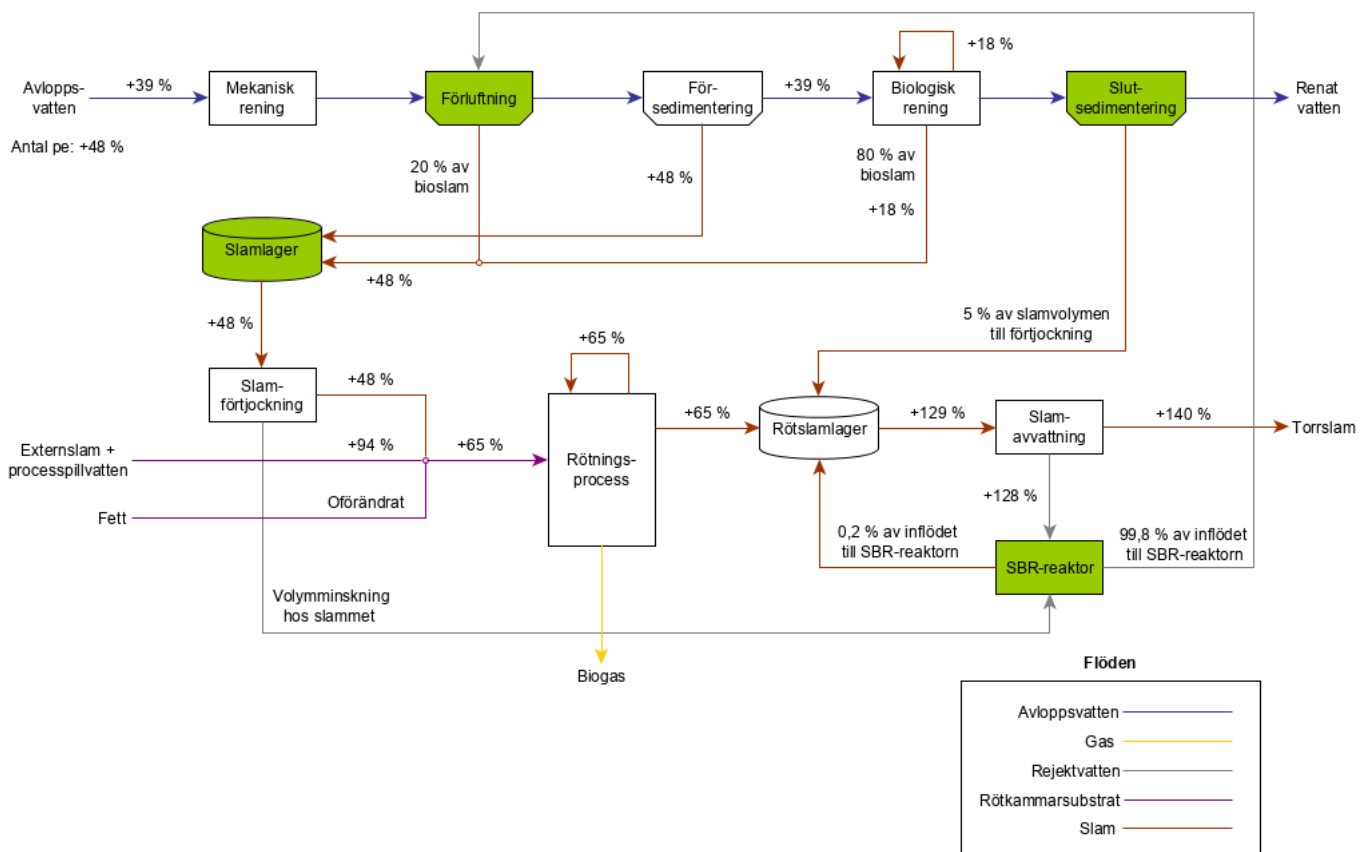 +18 %
Avlopps-
vatten
+39 %
Mekanisk
rening
Förluftning
För-
sedimentering
+39 %
Biologisk
rening
Slut-
sedimentering
Renat
vatten
Antal pe: +48 %
20 % av
bioslam
+48 %
80 % av
bioslam
+18 %
Slamlager
+48 %
+48 %
5 % av slamvolymen
till förtjockning
+65 %
Slam-
förtjockning
+48 %
+65 %
Rötslamlager
+129 %
Slam-
avvattning
+140 %
Torrslam
Externslam +
processpillvatten
+94 %
+65 %
Rötnings-
process
+128 %
Fett
Oförändrat
0,2 % av inflödet
till SBR-reaktorn
99,8 % av inflödet
till SBR-reaktorn
SBR-reaktor
Volymminskning
hos slammet
Biogas
Flöden
Avloppsvatten
Gas
Rejektvatten
Rötkammarsubstrat
Slam